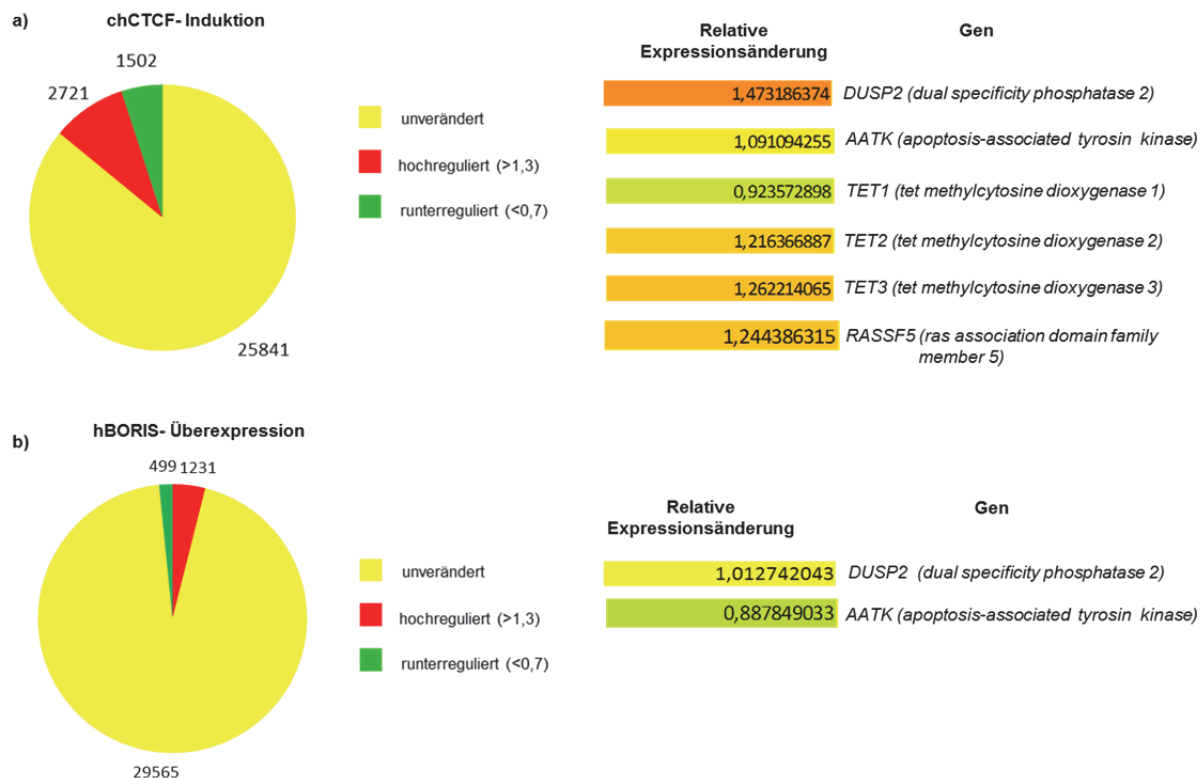 a)
chCTCF- Induktion
1502
2721
25841
unverändert
hochreguliert (>1,3)
runterreguliert (<0,7)
Relative
Expressionsänderung
Gen
1,473186374 DUSP2 (dual specificity phosphatase 2)
1,091094255 AATK (apoptosis-associated tyrosin kinase)
0,923572898 TET1 (tet methylcytosine dioxygenase 1)
1,216366887 TET2 (tet methylcytosine dioxygenase 2)
1,262214065 TET3 (tet methylcytosine dioxygenase 3)
1,244386315 RASSF5 (ras association domain family
member 5)
b)
hBORIS- Überexpression
499
1231
29565
unverändert
hochreguliert (>1,3)
runterreguliert (<0,7)
Relative
Expressionsänderung
Gen
1,012742043 DUSP2 (dual specificity phosphatase 2)
0,887849033 AATK (apoptosis-associated tyrosin kinase)